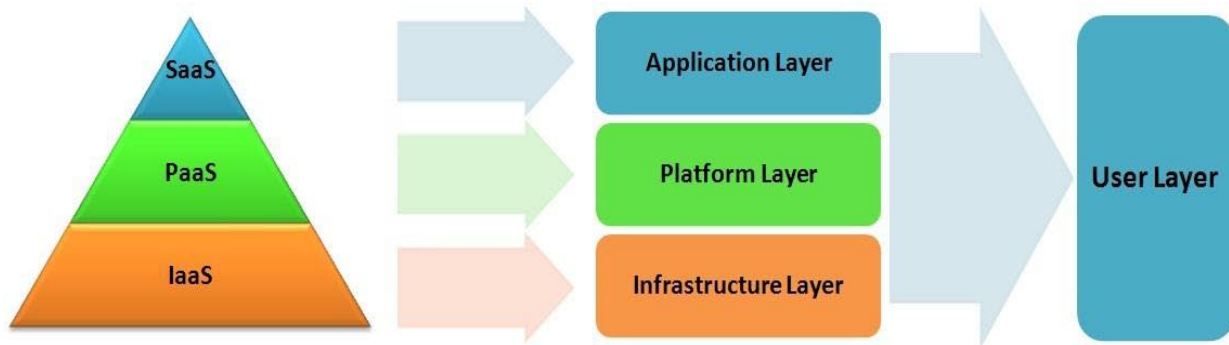 SaaS
PaaS
IaaS
Application Layer
Platform Layer
Infrastructure Layer
User Layer